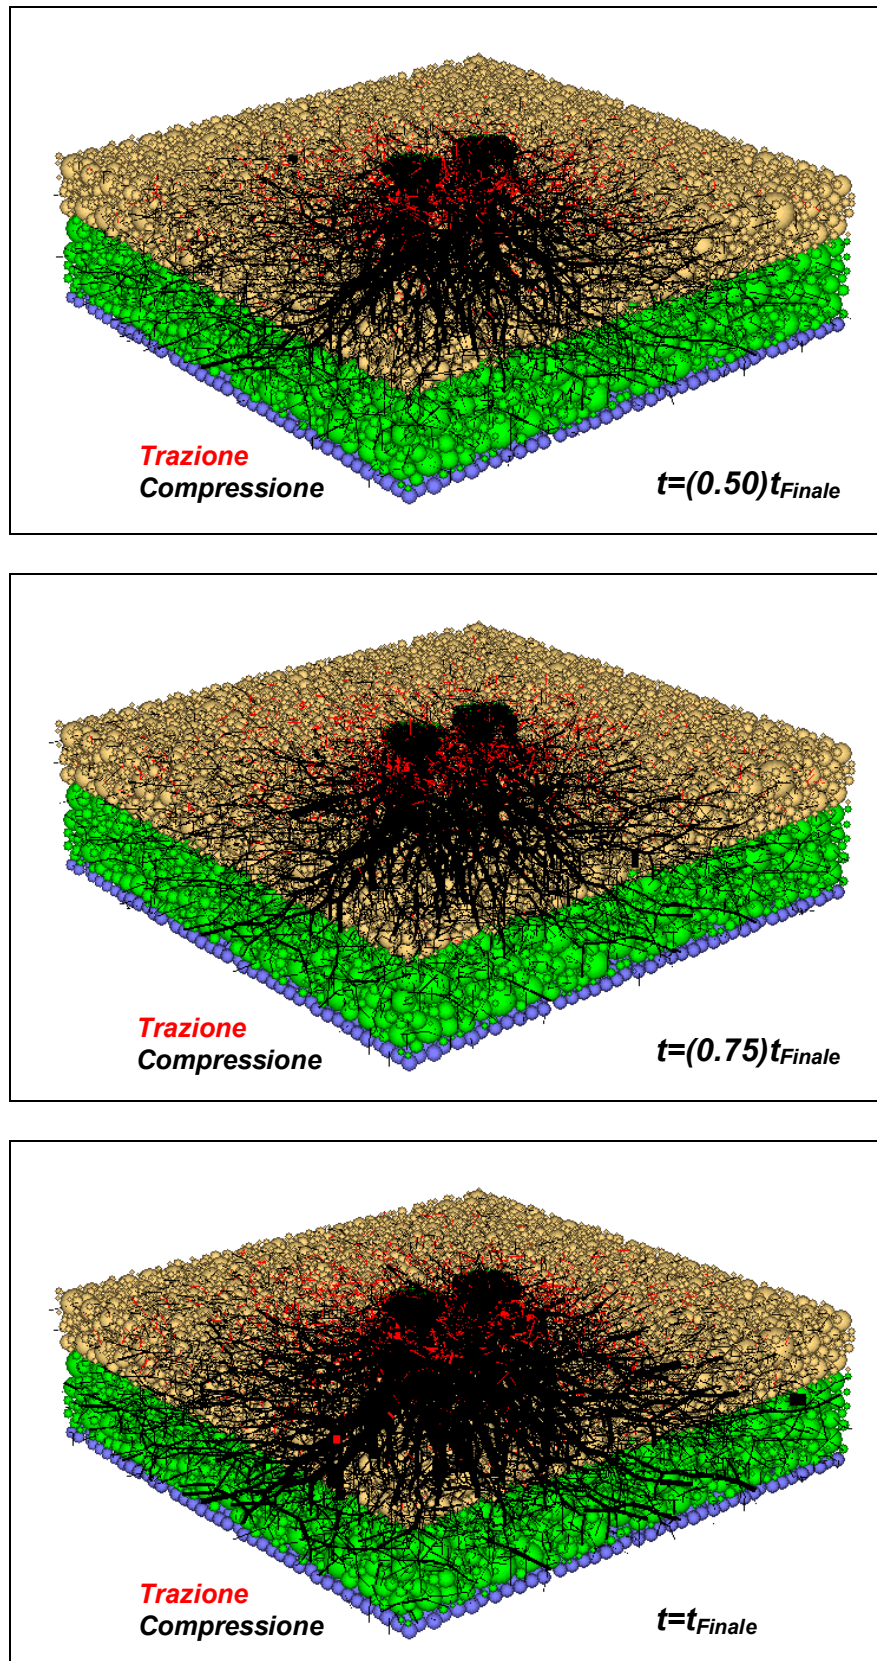 Trazione
Compressione
t=(0.50)tFinale
Trazione
Compressione
t=(0.75)tFinale
Trazione
Compressione
t=tFinale